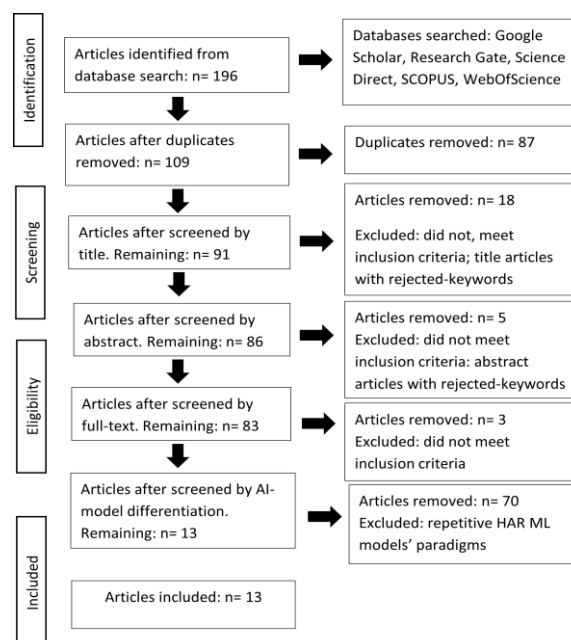 Identification
Articles identified from
database search: n= 196
Databases searched: Google
Scholar, Research Gate, Science
Direct, SCOPUS, WebOfScience
Articles after duplicates
removed: n= 109
Duplicates removed: n= 87
Screening
Articles after screened by
title. Remaining: n= 91
Articles removed: n= 18
Excluded: did not, meet
inclusion criteria; title articles
with rejected-keywords
Articles after screened by
abstract. Remaining: n= 86
Articles removed: n= 5
Excluded: did not meet
inclusion criteria: abstract
articles with rejected-keywords
Eligibility
Articles after screened by
full-text. Remaining: n= 83
Articles removed: n= 3
Excluded: did not meet
inclusion criteria
Articles after screened by AI-
model differentiation.
Remaining: n= 13
Articles removed: n= 70
Excluded: repetitive HAR ML
models’ paradigms
Included
Articles included: n= 13